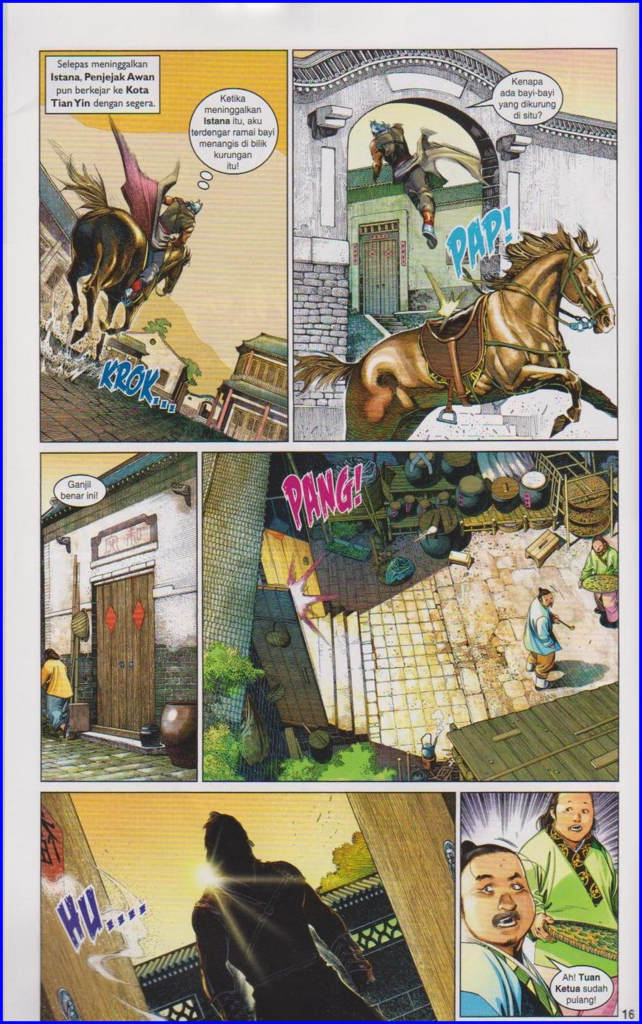 Selepas meninggalkan
Istana, Penjejak Awan
pun berkejar ke Kota
Tian Yin dengan segera.
Ketika
meninggalkan
Istana itu, aku
terdengar ramai bayi
menangis di bilik
kurungan
itu!
KROK...
Kenapa
ada bayi-bayi
yang dikurung
di situ?
PAP!
Ganjil
benar ini!
PANG!
HU....
Ah! Tuan
Ketua sudah
pulang!
16